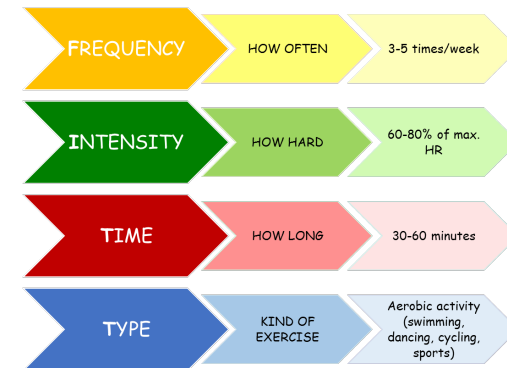 FREQUENCY
HOW OFTEN
3-5 times/week
INTENSITY
HOW HARD
60-80% of max.
HR
TIME
HOW LONG
30-60 minutes
TYPE
KIND OF
EXERCISE
Aerobic activity
(swimming,
dancing, cycling,
sports)